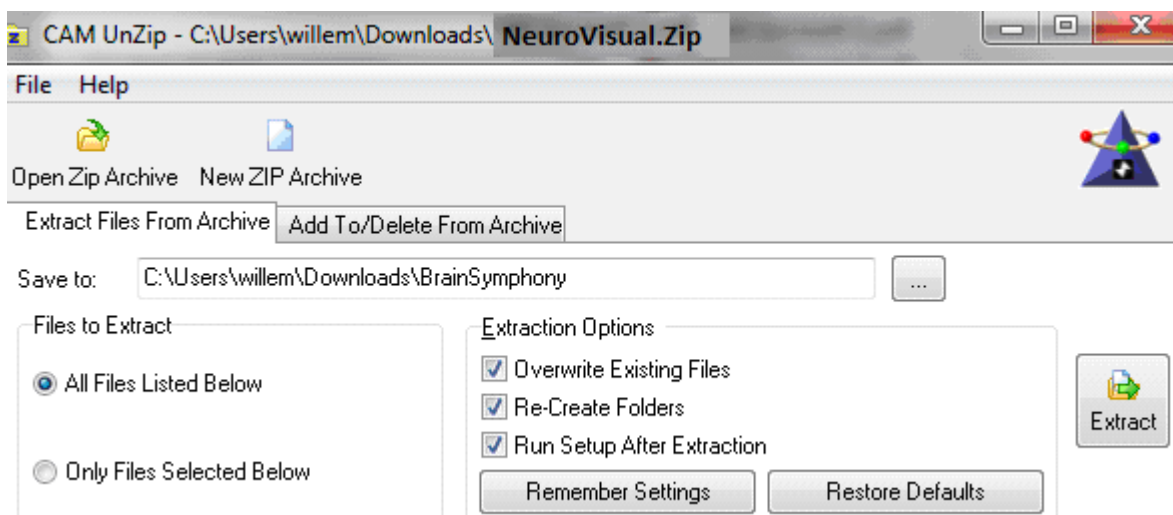 CAM UnZip - C:\Users\willem\Downloads\ NeuroVisual.Zip
File Help
Open Zip Archive New ZIP Archive
Extract Files From Archive Add To/Delete From Archive
Save to: C:\Users\willem\Downloads\BrainSymphony ...
Files to Extract
All Files Listed Below
Only Files Selected Below
Extraction Options
Overwrite Existing Files
Re-Create Folders
Run Setup After Extraction
Remember Settings Restore Defaults
Extract